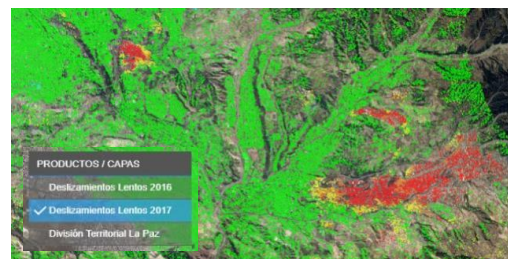 PRODUCTOS / CAPAS
Deslizamientos Lentos 2016
Deslizamientos Lentos 2017
División Territorial La Paz